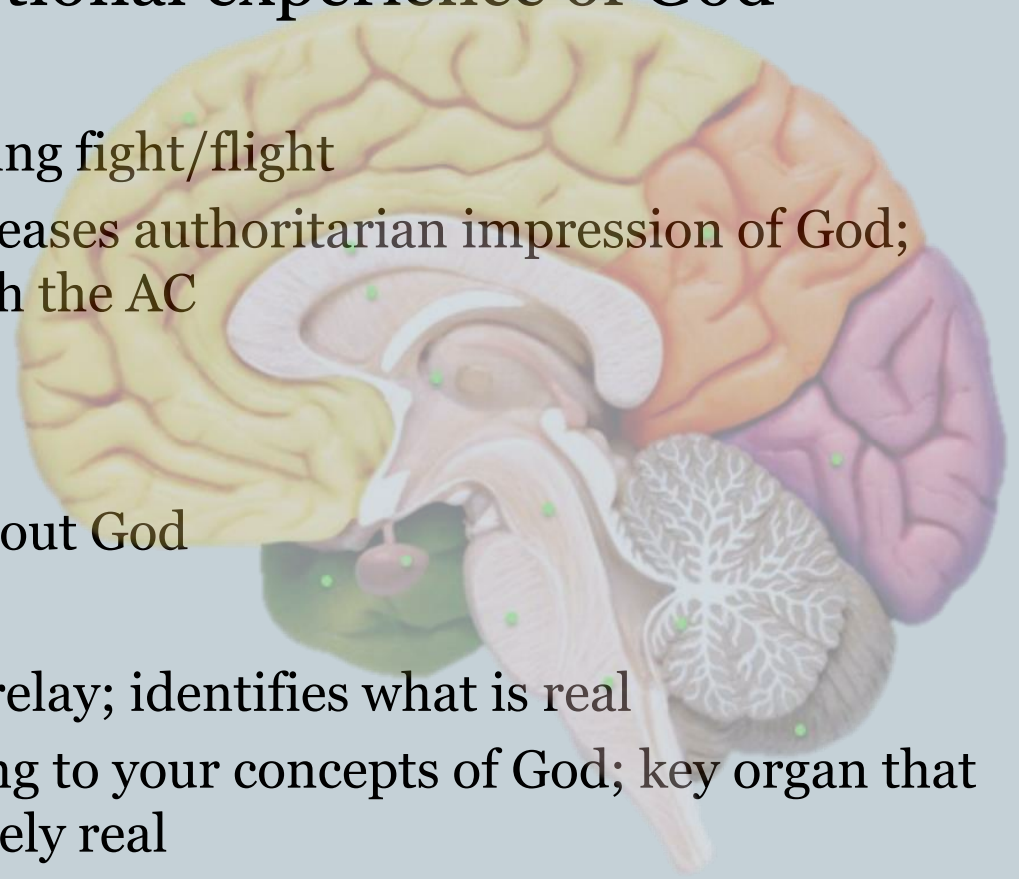 tional experience of God
ing fight/flight
eases authoritarian impression of God;
h the AC
out God
relay; identifies what is real
ng to your concepts of God; key organ that
ely real